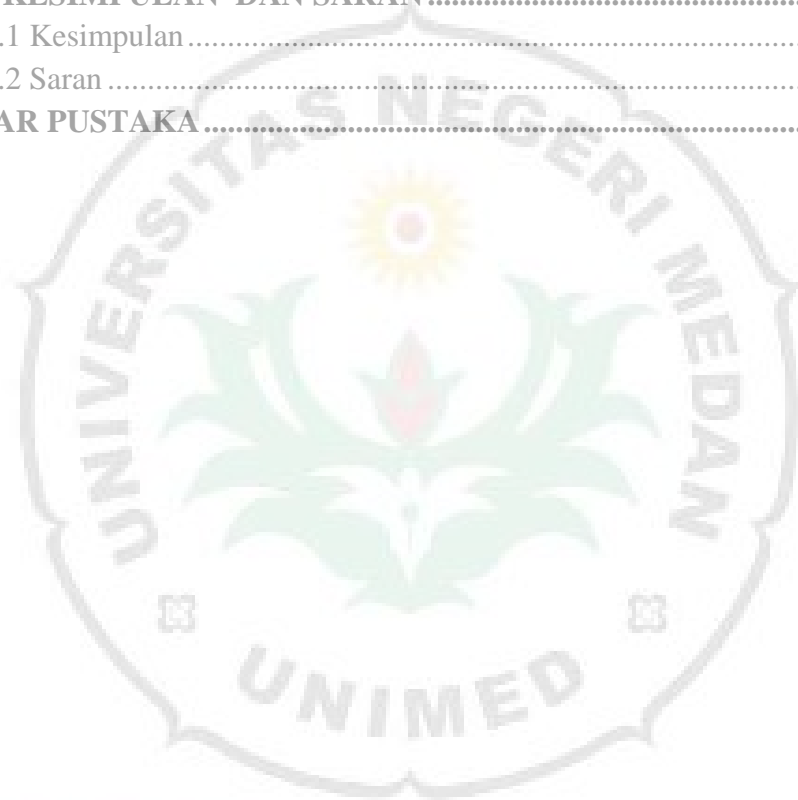 KESIMPULAN DAN SARAN
.1 Kesimpulan
.2 Saran
AR PUSTAKA
UNIVERSITAS NEGERI MEDAN
UNIMED